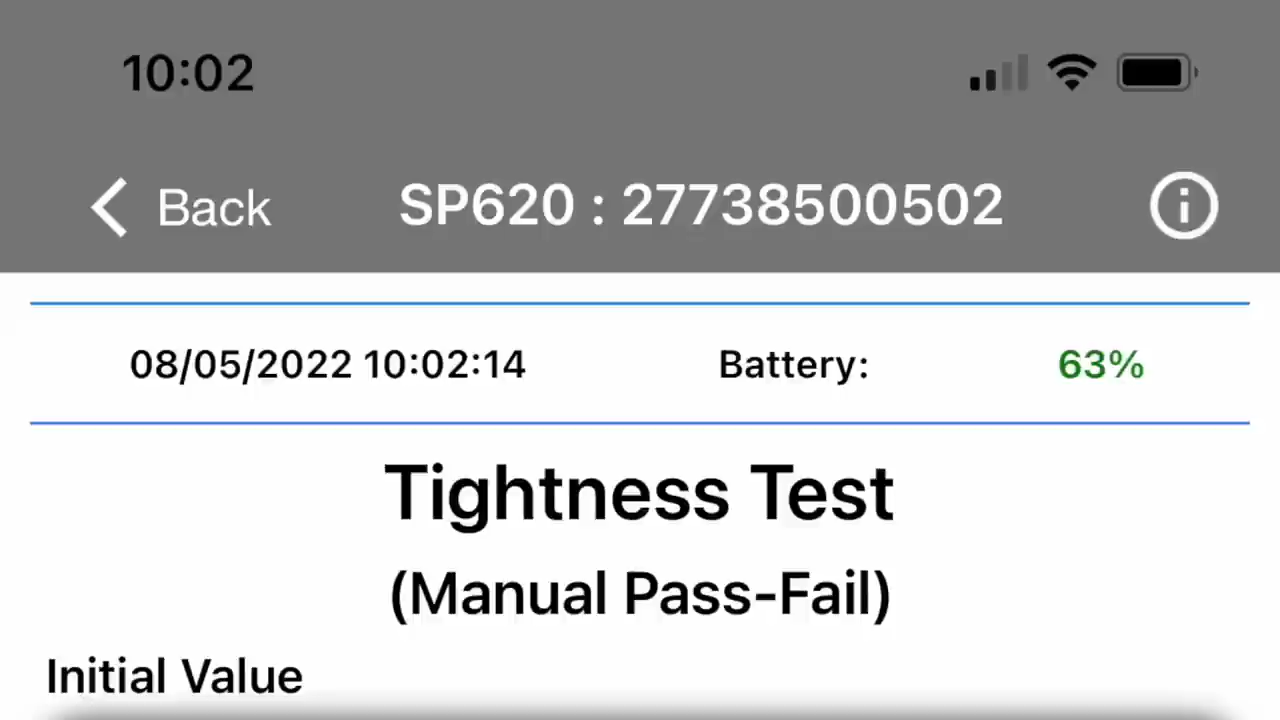 10:02
Back SP620 : 27738500502
08/05/2022 10:02:14 Battery: 63%
Tightness Test
(Manual Pass-Fail)
Initial Value